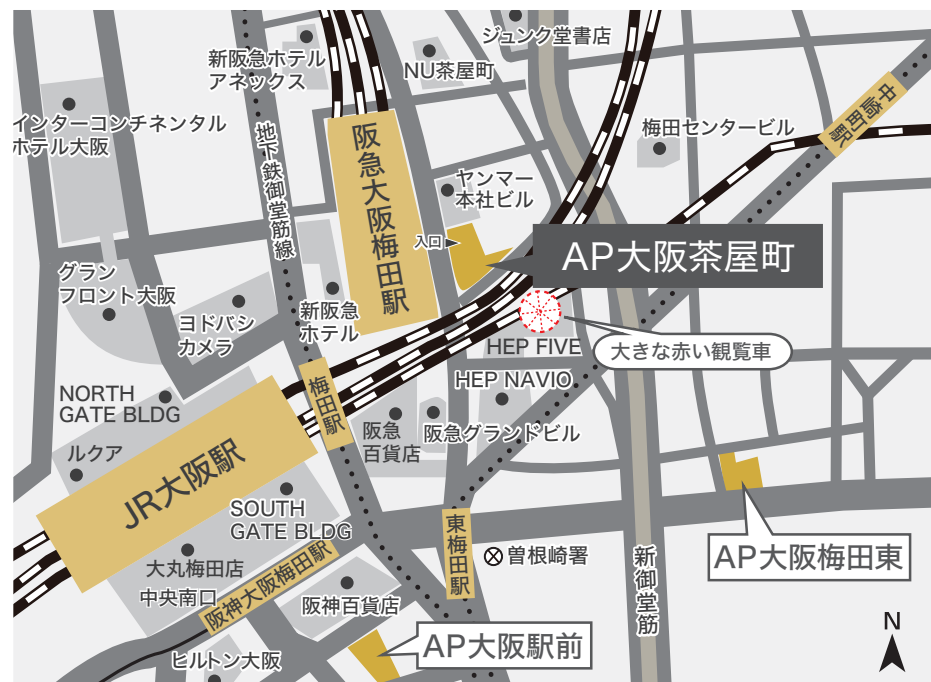 ジュンク堂書店
新阪急ホテル
アネックス
NU茶屋町
中崎町駅
インターコンチネンタル
ホテル大阪
梅田センタービル
地下鉄御堂筋線
阪急大阪梅田駅
ヤンマー
本社ビル
入口
AP大阪茶屋町
グラン
フロント大阪
ヨドバシ
カメラ
新阪急
ホテル
HEP FIVE
大きな赤い観覧車
HEP NAVIO
梅田駅
NORTH
GATE BLDG
阪急
百貨店
阪急グランドビル
ルクア
JR大阪駅
SOUTH
GATE BLDG
東梅田駅
曽根崎署
新御堂筋
AP大阪梅田東
大丸梅田店
中央南口
阪神大阪梅田駅
阪神百貨店
AP大阪駅前
ヒルトン大阪
N